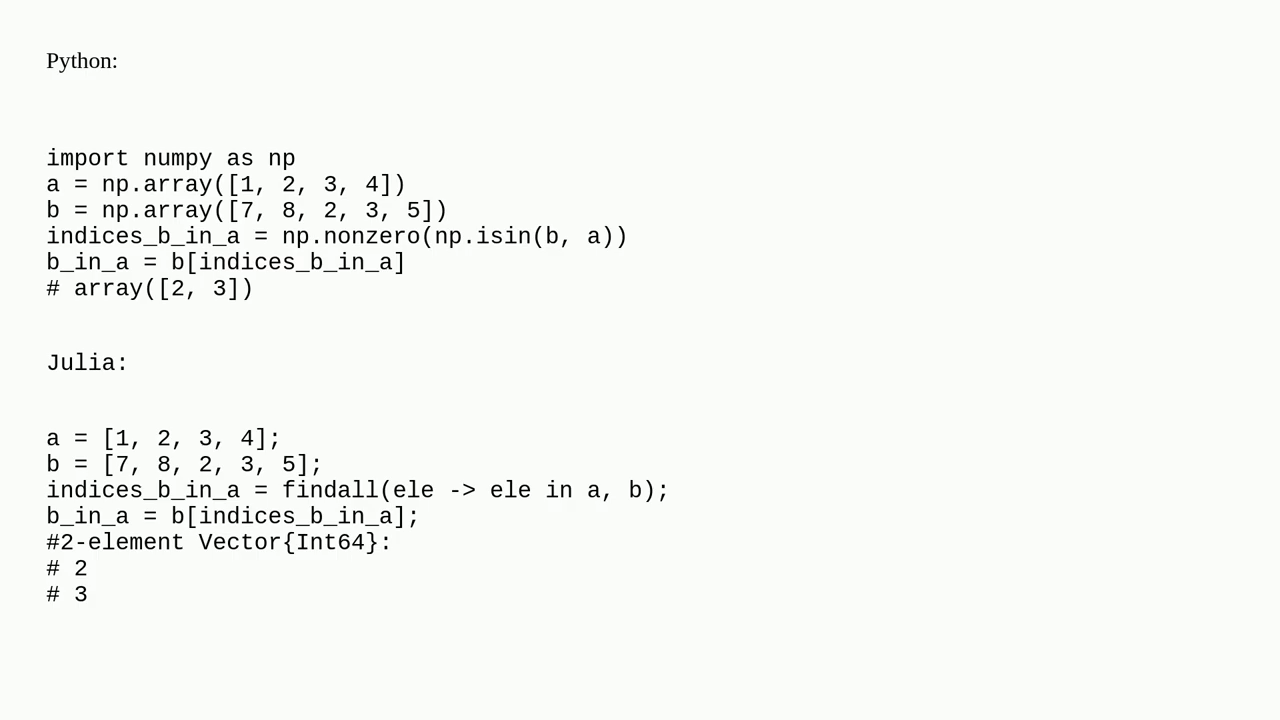 Python:
import numpy as np
a = np.array([1, 2, 3, 4])
b = np.array([7, 8, 2, 3, 5])
indices_b_in_a = np.nonzero(np.isin(b, a))
b_in_a = b[indices_b_in_a]
# array([2, 3])
Julia:
a = [1, 2, 3, 4];
b = [7, 8, 2, 3, 5];
indices_b_in_a = findall(ele -> ele in a, b);
b_in_a = b[indices_b_in_a];
#2-element Vector{Int64}:
# 2
# 3